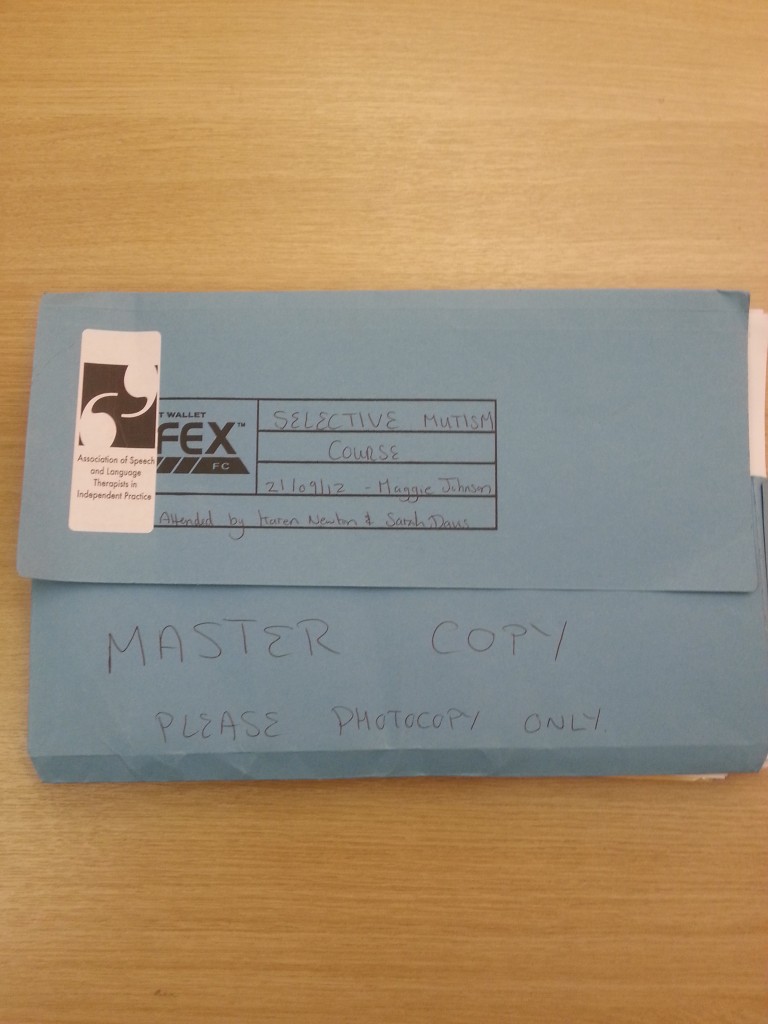 T WALLET
FEX™
FC
SELECTIVE MUTISM
COURSE
21/09/12 - Maggie Johnson
Attended by Karen Newton & Sarah Davis
Association of Speech
and Language
Therapists in
Independent Practice
MASTER COPY
PLEASE PHOTOCOPY ONLY.